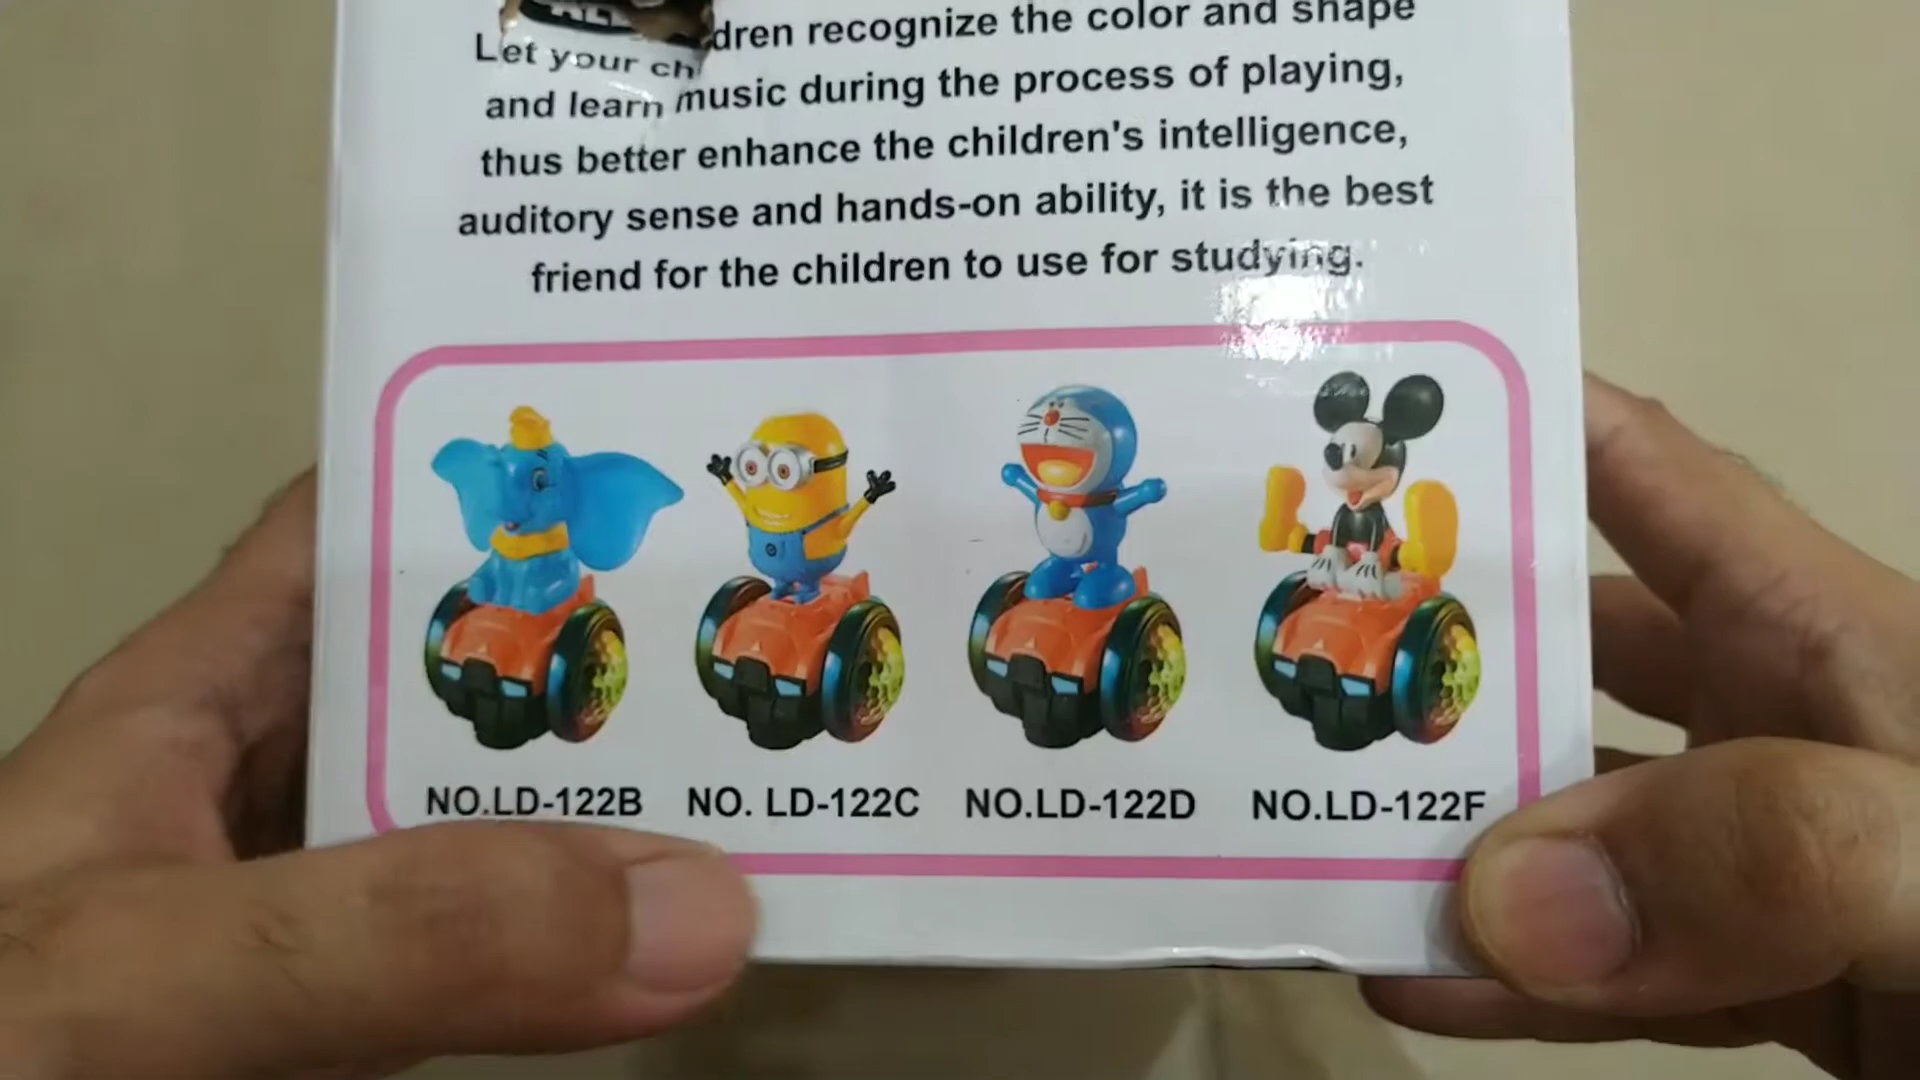 Let your children recognize the color and shape
and learn music during the process of playing,
thus better enhance the children's intelligence,
auditory sense and hands-on ability, it is the best
friend for the children to use for studying.
NO.LD-122B NO. LD-122C NO.LD-122D NO.LD-122F